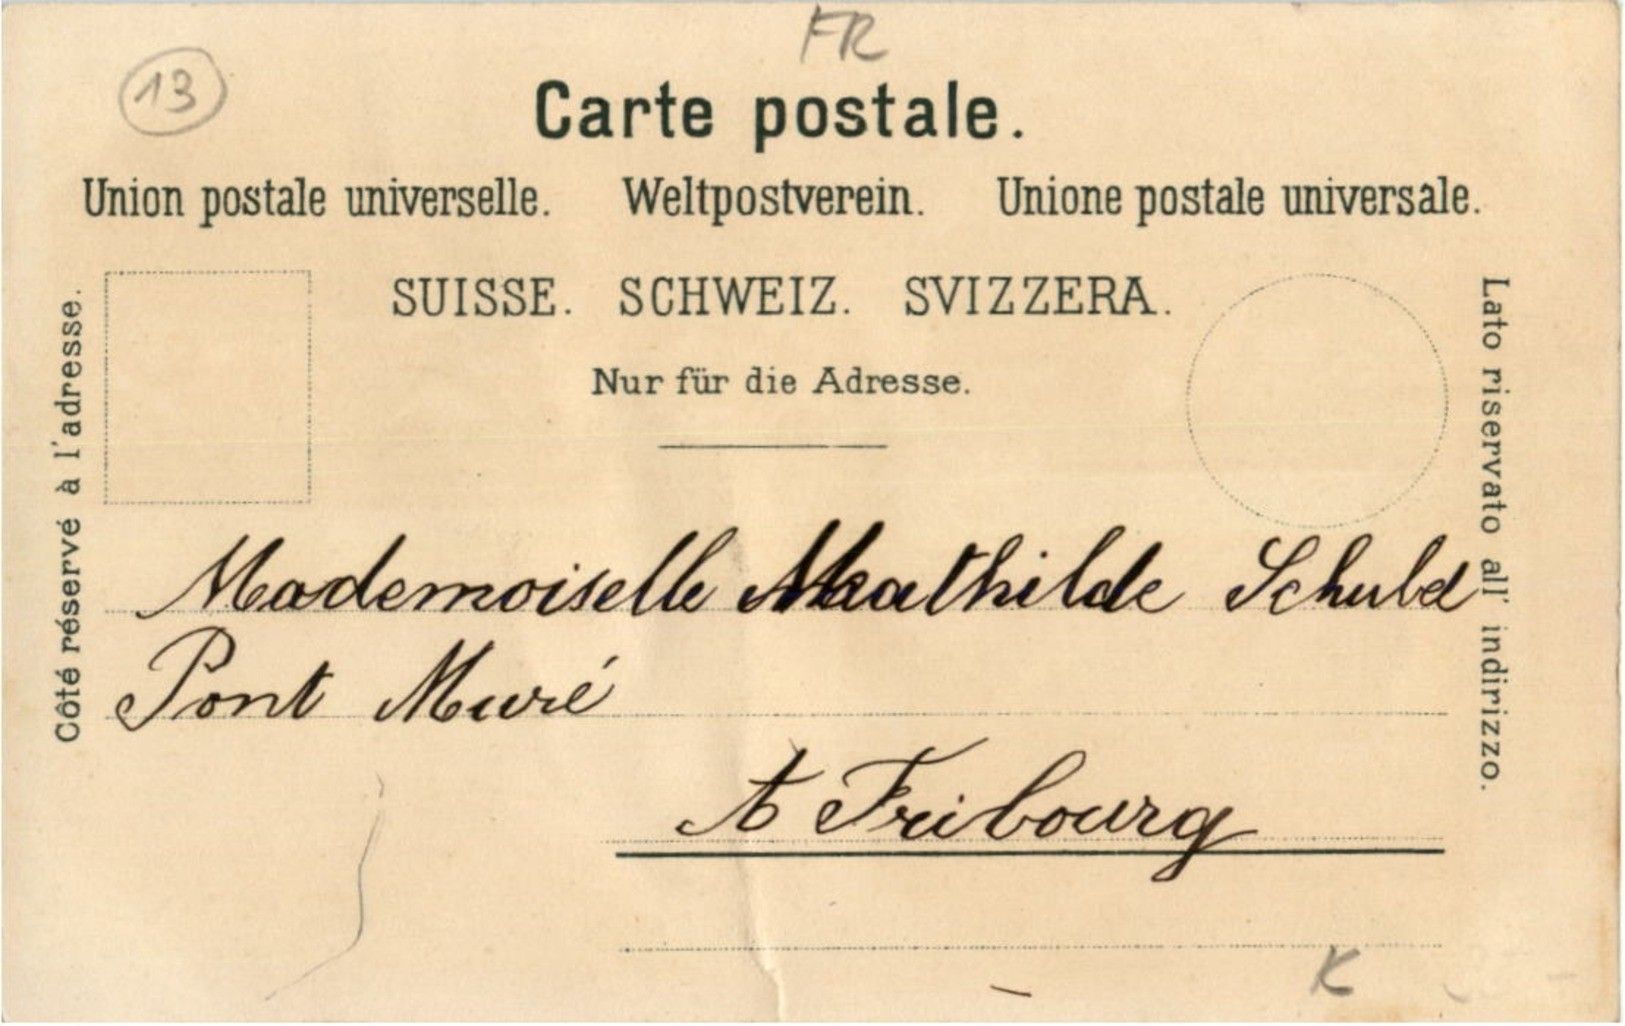 FR
13
Carte postale.
Union postale universelle. Weltpostverein. Unione postale universale.
SUISSE. SCHWEIZ. SVIZZERA.
Nur für die Adresse.
Côté réservé à l'adresse.
Lato riservato all' indirizzo.
Mademoiselle Mathilde Schuld
Pont Muré
A Fribourg
K